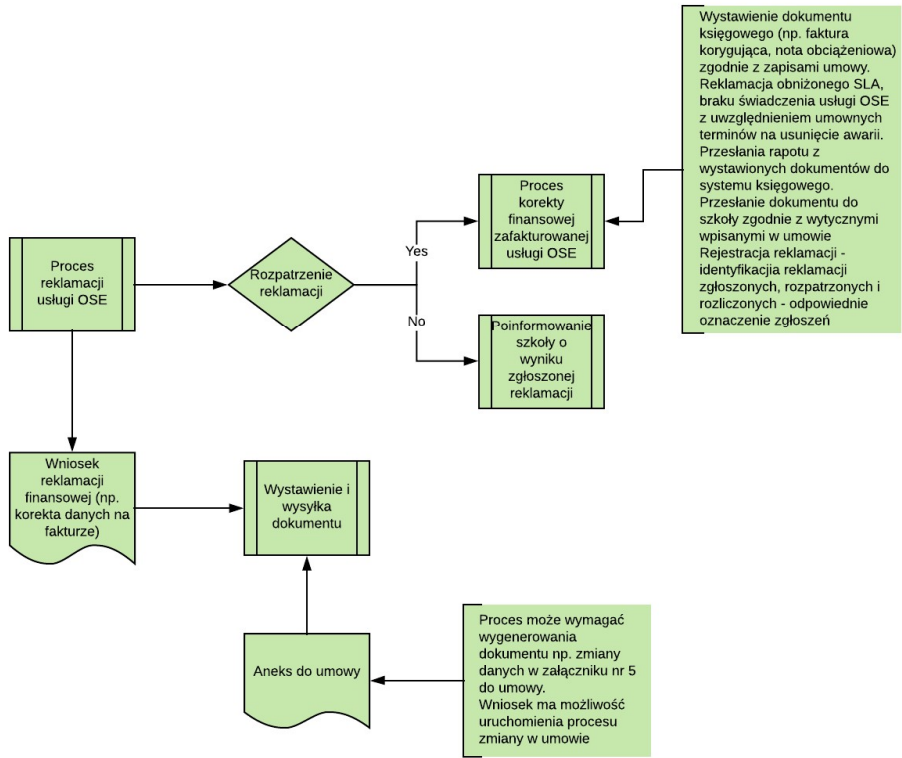 Wystawienie dokumentu
księgowego (np. faktura
korygująca, nota obciążeniowa)
zgodnie z zapisami umowy.
Reklamacja obniżonego SLA,
braku świadczenia usługi OSE
z uwzględnieniem umownych
terminów na usunięcie awarii.
Przesłania rapotu z
wystawionych dokumentów do
systemu księgowego.
Przesłanie dokumentu do
szkoły zgodnie z wytycznymi
wpisanymi w umowie
Rejestracja reklamacji -
identyfikacjia reklamacji
zgłoszonych, rozpatrzonych i
rozliczonych - odpowiednie
oznaczenie zgłoszeń
Proces
korekty
finansowej
zafakturowanej
usługi OSE
Proces
reklamacji
usługi OSE
Rozpatrzenie
reklamacji
Yes
No
Poinformowanie
szkoły o
wyniku
zgłoszonej
reklamacji
Wniosek
reklamacji
finansowej (np.
korekta danych na
fakturze)
Wystawienie i
wysyłka
dokumentu
Aneks do umowy
Proces może wymagać
wygenerowania
dokumentu np. zmiany
danych w załączniku nr 5
do umowy.
Wniosek ma możliwość
uruchomienia procesu
zmiany w umowie